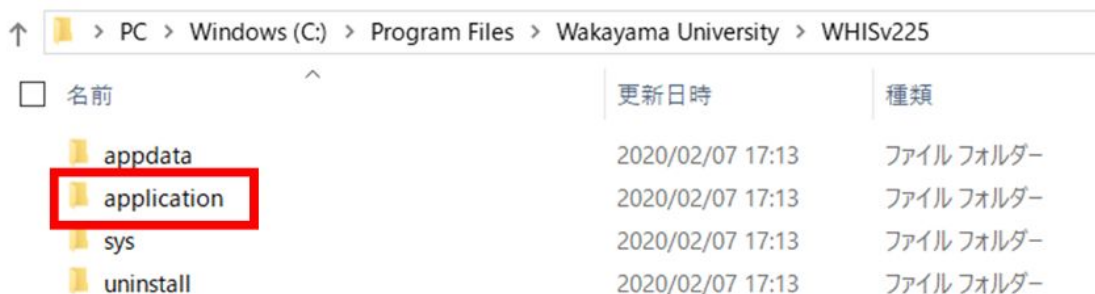 PC > Windows (C:) > Program Files > Wakayama University > WHISv225
名前 更新日時 種類
appdata 2020/02/07 17:13 ファイル フォルダー
application 2020/02/07 17:13 ファイル フォルダー
sys 2020/02/07 17:13 ファイル フォルダー
uninstall 2020/02/07 17:13 ファイル フォルダー